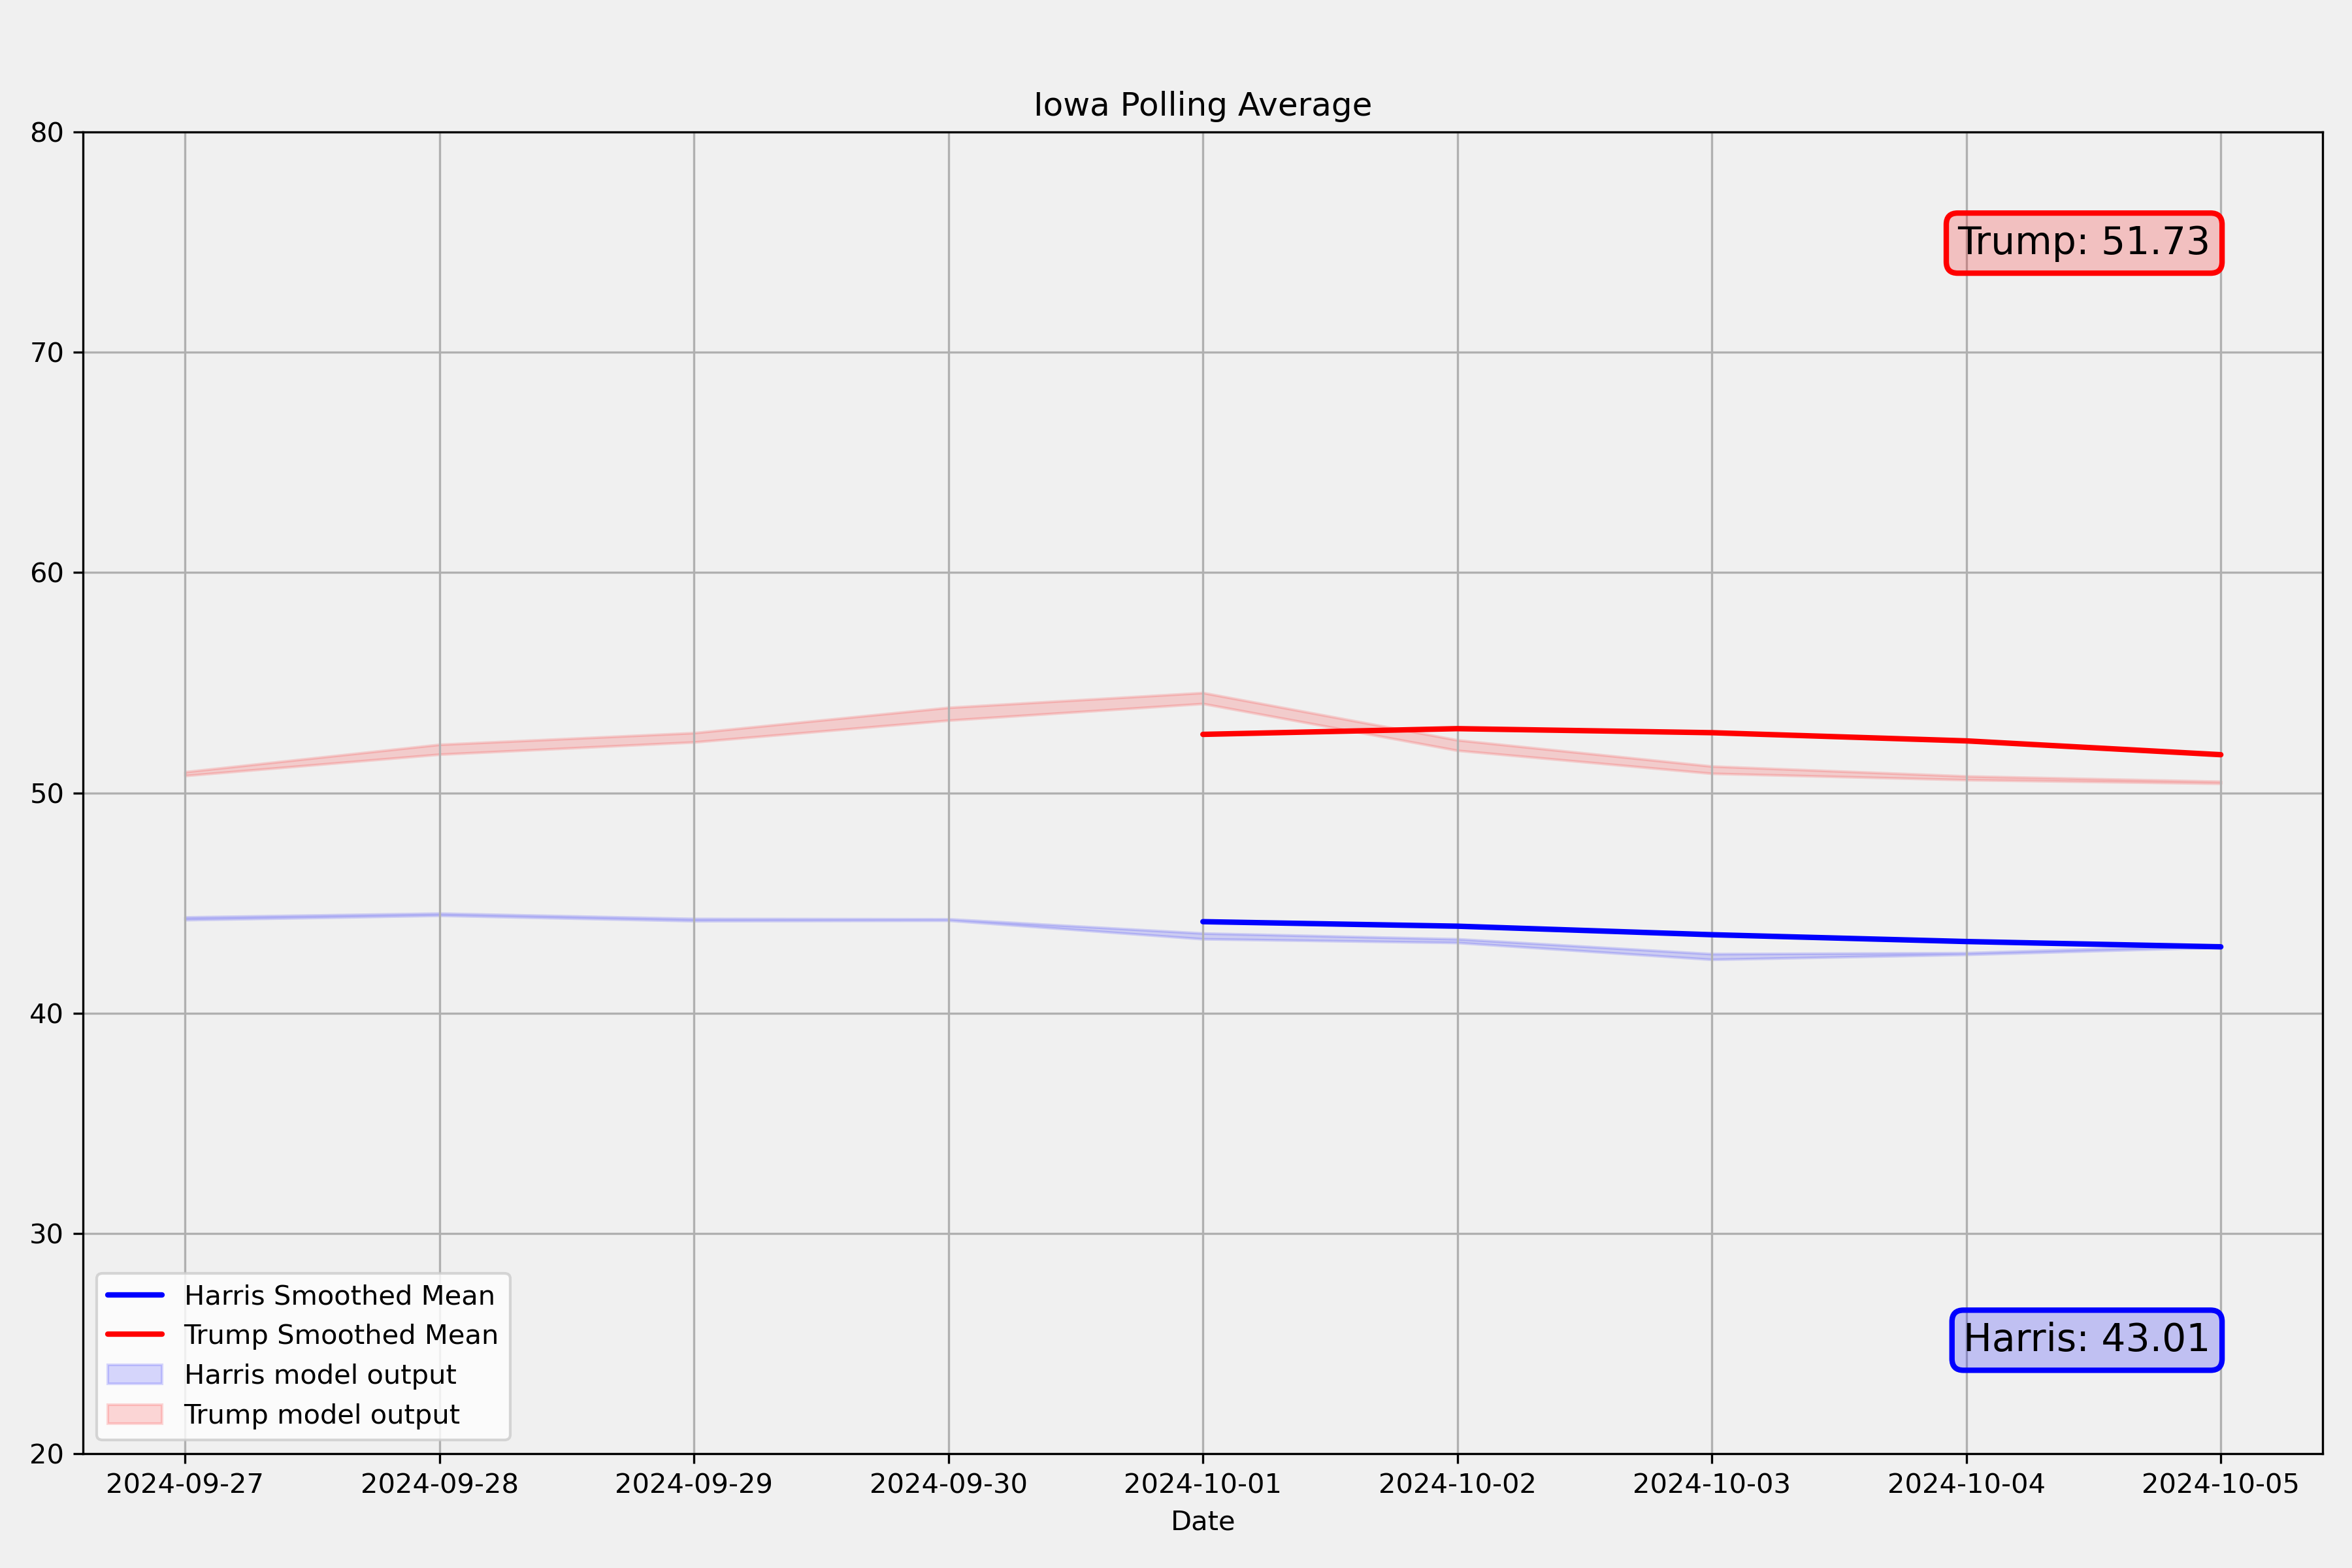 Iowa Polling Average
80
70
60
50
40
30
20
Trump: 51.73
Harris: 43.01
Harris Smoothed Mean
Trump Smoothed Mean
Harris model output
Trump model output
2024-09-27 2024-09-28 2024-09-29 2024-09-30 2024-10-01 2024-10-02 2024-10-03 2024-10-04 2024-10-05
Date